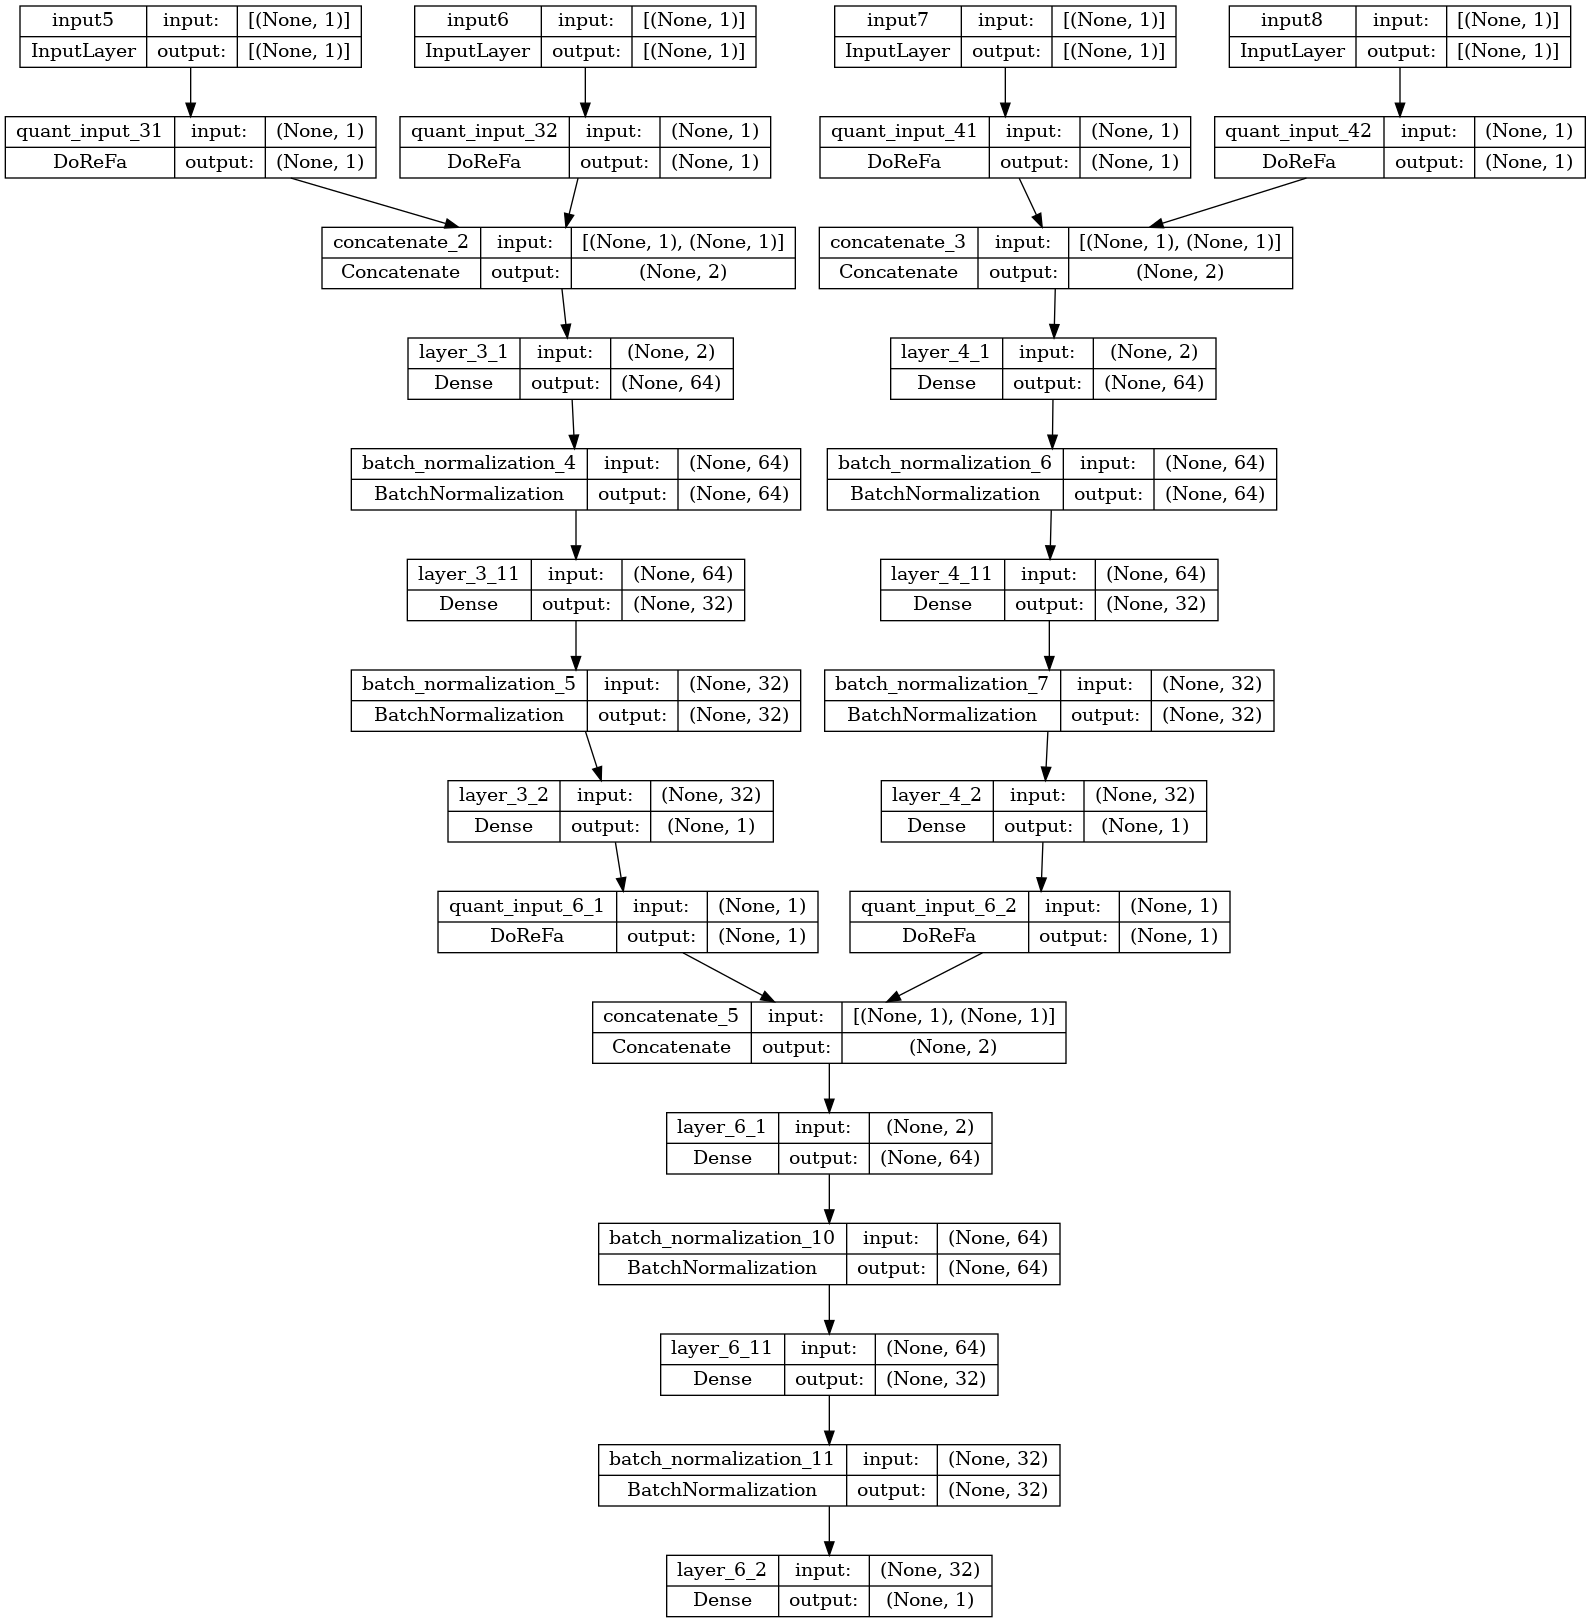 input5 input: [(None, 1)]
InputLayer output: [(None, 1)]
input6 input: [(None, 1)]
InputLayer output: [(None, 1)]
input7 input: [(None, 1)]
InputLayer output: [(None, 1)]
input8 input: [(None, 1)]
InputLayer output: [(None, 1)]
quant_input_31 input: (None, 1)
DoReFa output: (None, 1)
quant_input_32 input: (None, 1)
DoReFa output: (None, 1)
quant_input_41 input: (None, 1)
DoReFa output: (None, 1)
quant_input_42 input: (None, 1)
DoReFa output: (None, 1)
concatenate_2 input: [(None, 1), (None, 1)]
Concatenate output: (None, 2)
concatenate_3 input: [(None, 1), (None, 1)]
Concatenate output: (None, 2)
layer_3_1 input: (None, 2)
Dense output: (None, 64)
layer_4_1 input: (None, 2)
Dense output: (None, 64)
batch_normalization_4 input: (None, 64)
BatchNormalization output: (None, 64)
batch_normalization_6 input: (None, 64)
BatchNormalization output: (None, 64)
layer_3_11 input: (None, 64)
Dense output: (None, 32)
layer_4_11 input: (None, 64)
Dense output: (None, 32)
batch_normalization_5 input: (None, 32)
BatchNormalization output: (None, 32)
batch_normalization_7 input: (None, 32)
BatchNormalization output: (None, 32)
layer_3_2 input: (None, 32)
Dense output: (None, 1)
layer_4_2 input: (None, 32)
Dense output: (None, 1)
quant_input_6_1 input: (None, 1)
DoReFa output: (None, 1)
quant_input_6_2 input: (None, 1)
DoReFa output: (None, 1)
concatenate_5 input: [(None, 1), (None, 1)]
Concatenate output: (None, 2)
layer_6_1 input: (None, 2)
Dense output: (None, 64)
batch_normalization_10 input: (None, 64)
BatchNormalization output: (None, 64)
layer_6_11 input: (None, 64)
Dense output: (None, 32)
batch_normalization_11 input: (None, 32)
BatchNormalization output: (None, 32)
layer_6_2 input: (None, 32)
Dense output: (None, 1)